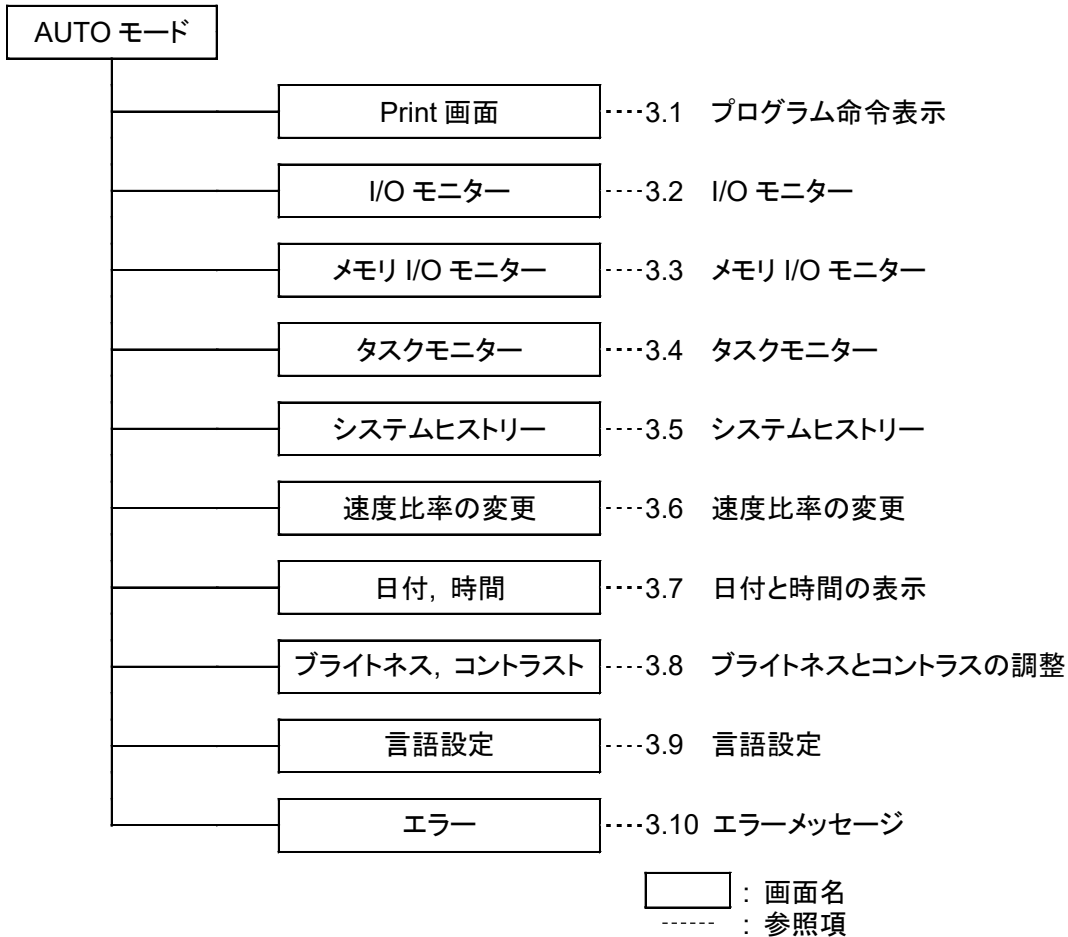 AUTO モード
Print 画面 3.1 プログラム命令表示
I/O モニター 3.2 I/O モニター
メモリ I/O モニター 3.3 メモリ I/O モニター
タスクモニター 3.4 タスクモニター
システムヒストリー 3.5 システムヒストリー
速度比率の変更 3.6 速度比率の変更
日付, 時間 3.7 日付と時間の表示
ブライトネス, コントラスト 3.8 ブライトネスとコントラスの調整
言語設定 3.9 言語設定
エラー 3.10 エラーメッセージ
: 画面名
: 参照項